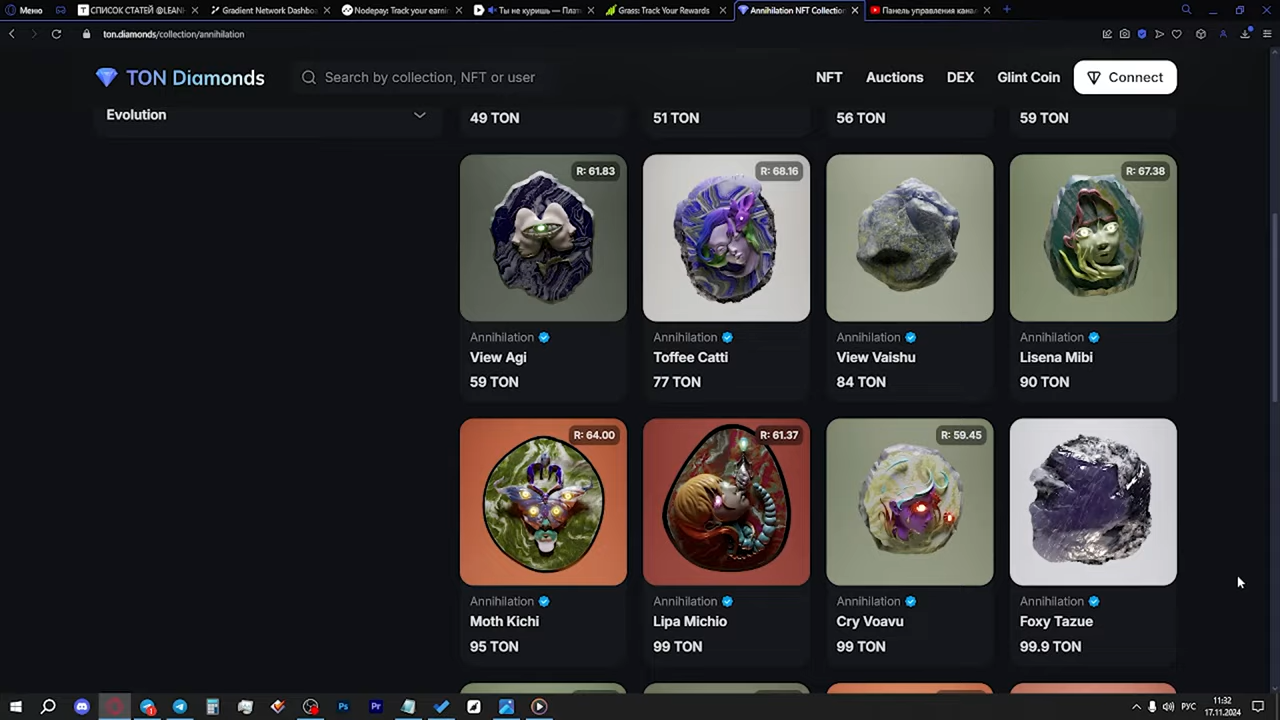 Меню
СПИСОК СТАТЕЙ @LEAN
Gradient Network Dashboa
Nodepay: Track your earnin
Ты не куришь — Плат
Grass: Track Your Rewards
Annihilation NFT Collection
Панель управления кана
ton.diamonds/collection/annihilation
TON Diamonds
Search by collection, NFT or user
NFT
Auctions
DEX
Glint Coin
Connect
Evolution
49 TON
51 TON
56 TON
59 TON
R: 61.83
R: 68.16
R: 67.38
Annihilation
Annihilation
Annihilation
Annihilation
View Agi
Toffee Catti
View Vaishu
Lisena Mibi
59 TON
77 TON
84 TON
90 TON
R: 64.00
R: 61.37
R: 59.45
Annihilation
Annihilation
Annihilation
Annihilation
Moth Kichi
Lipa Michio
Cry Voavu
Foxy Tazue
95 TON
99 TON
99 TON
99.9 TON
Ps
Pr
РУС
11:32
17.11.2024